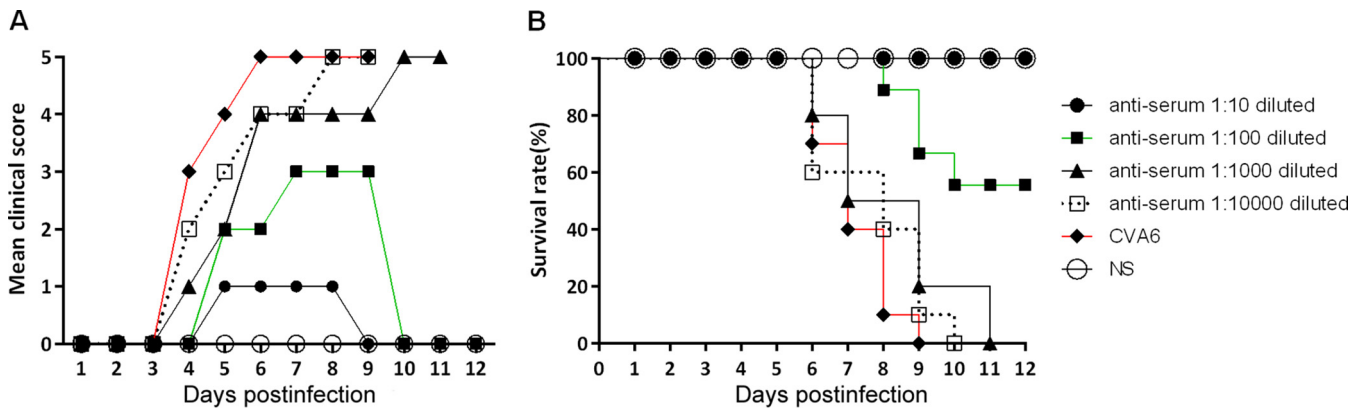 A
Mean clinical score
5
4
3
2
1
0
1 2 3 4 5 6 7 8 9 10 11 12
Days postinfection
B
Survival rate(%)
100
80
60
40
20
0
0 1 2 3 4 5 6 7 8 9 10 11 12
Days postinfection
anti-serum 1:10 diluted
anti-serum 1:100 diluted
anti-serum 1:1000 diluted
anti-serum 1:10000 diluted
CVA6
NS